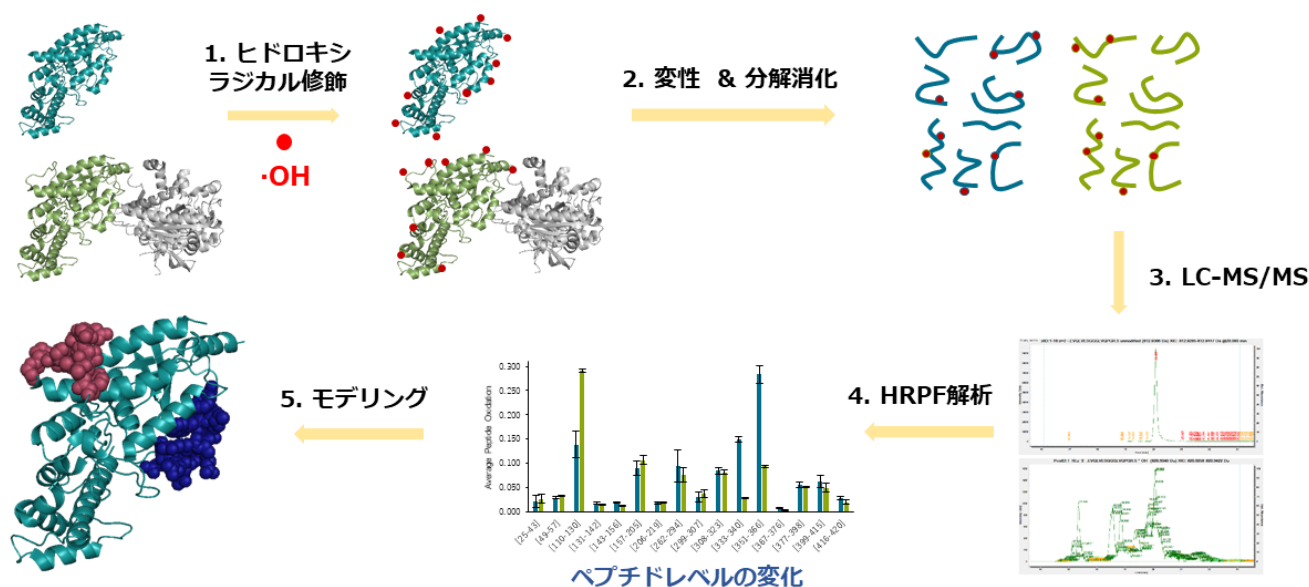 1. ヒドロキシ
ラジカル修飾
·OH
2. 変性 & 分解消化
3. LC-MS/MS
4. HRPF解析
5. モデリング
Average Peptide Oxidation
0.300
0.150
0.100
0.050
0.000
[25-43]
[49-57]
[110-130]
[131-142]
[143-156]
[157-205]
[206-219]
[262-294]
[299-307]
[308-323]
[333-340]
[351-366]
[367-376]
[377-398]
[399-415]
[416-420]
ペプチドレベルの変化